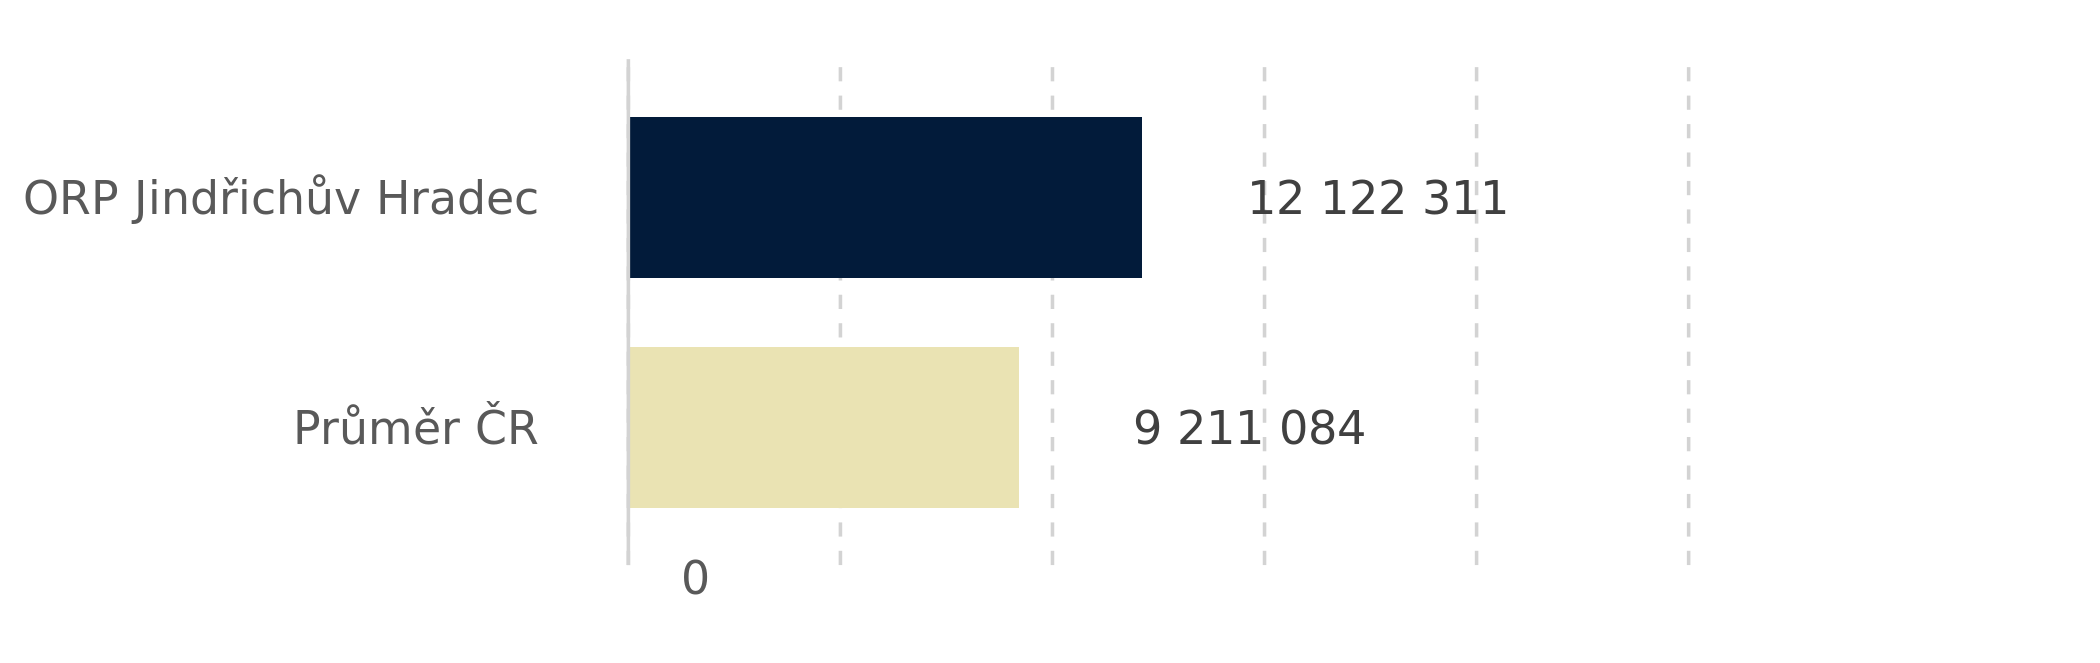 ORP Jindřichův Hradec 12 122 311
Průměr ČR 9 211 084
0